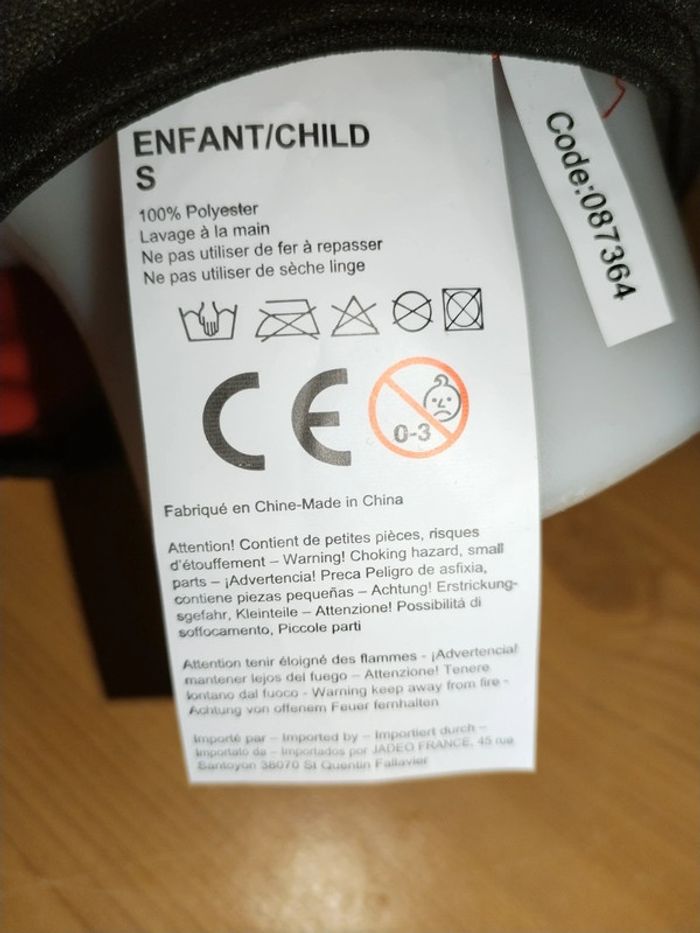 ENFANT/CHILD
S
100% Polyester
Lavage à la main
Ne pas utiliser de fer à repasser
Ne pas utiliser de sèche linge
CE
0-3
Fabriqué en Chine-Made in China
Attention! Contient de petites pièces, risques
d'étouffement – Warning! Choking hazard, small
parts – ¡Advertencia! Preca Peligro de asfixia,
contiene piezas pequeñas – Achtung! Erstrickung-
sgefahr, Kleinteile – Attenzione! Possibilità di
soffocamento, Piccole parti
Attention tenir éloigné des flammes - ¡Advertencia!
mantener lejos del fuego – Attenzione! Tenere
lontano dal fuoco - Warning keep away from fire -
Achtung von offenem Feuer fernhalten
Importé par – Imported by – Importiert durch –
Importato da – Importados por JADEO FRANCE, 45 rue
Santoyon 38070 St Quentin Fallavier
Code:087364